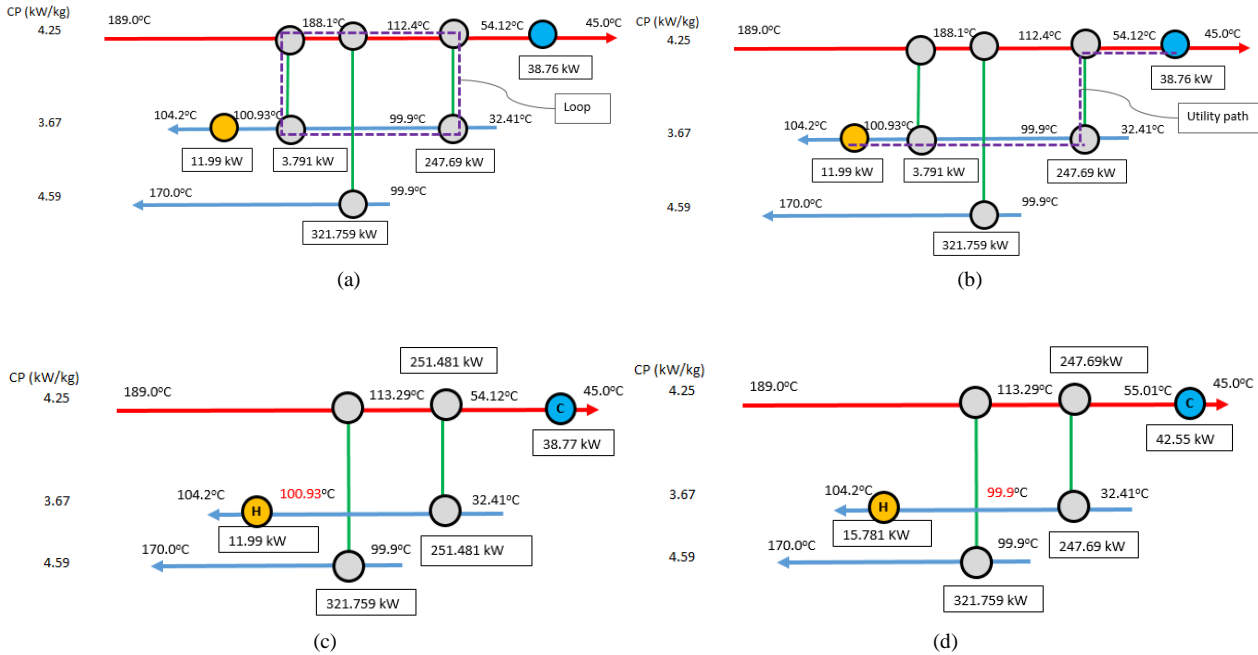 CP (kW/kg)
4.25
3.67
4.59
189.0°C
188.1°C
112.4°C
54.12°C
45.0°C
38.76 kW
Loop
104.2°C
100.93°C
99.9°C
32.41°C
11.99 kW
3.791 kW
247.69 kW
170.0°C
99.9°C
321.759 kW
(a)
CP (kW/kg)
4.25
3.67
4.59
189.0°C
188.1°C
112.4°C
54.12°C
45.0°C
38.76 kW
Utility path
104.2°C
100.93°C
99.9°C
32.41°C
11.99 kW
3.791 kW
247.69 kW
170.0°C
99.9°C
321.759 kW
(b)
CP (kW/kg)
4.25
3.67
4.59
251.481 kW
189.0°C
113.29°C
54.12°C
45.0°C
C
38.77 kW
104.2°C
100.93°C
32.41°C
H
11.99 kW
251.481 kW
170.0°C
99.9°C
321.759 kW
(c)
CP (kW/kg)
4.25
3.67
4.59
247.69kW
189.0°C
113.29°C
55.01°C
45.0°C
C
42.55 kW
104.2°C
99.9°C
32.41°C
H
15.781 kW
247.69 kW
170.0°C
99.9°C
321.759 kW
(d)